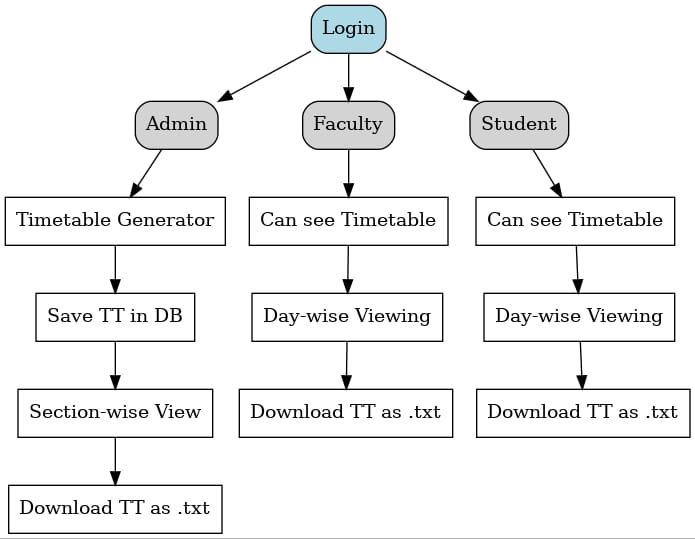 Login
Admin
Faculty
Student
Timetable Generator
Can see Timetable
Can see Timetable
Save TT in DB
Day-wise Viewing
Day-wise Viewing
Section-wise View
Download TT as .txt
Download TT as .txt
Download TT as .txt